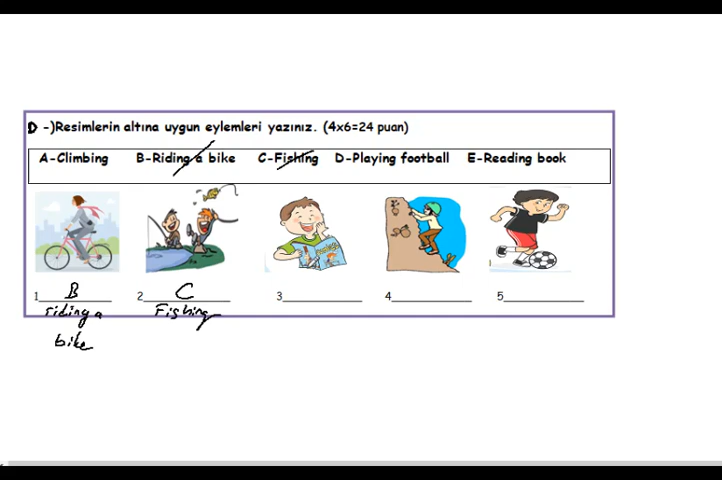 D -)Resimlerin altına uygun eylemleri yazınız. (4x6=24 puan)
A-Climbing B-Riding a bike C-Fishing D-Playing football E-Reading book
1 B 2 C 3 4 5
riding a Fishing
bike